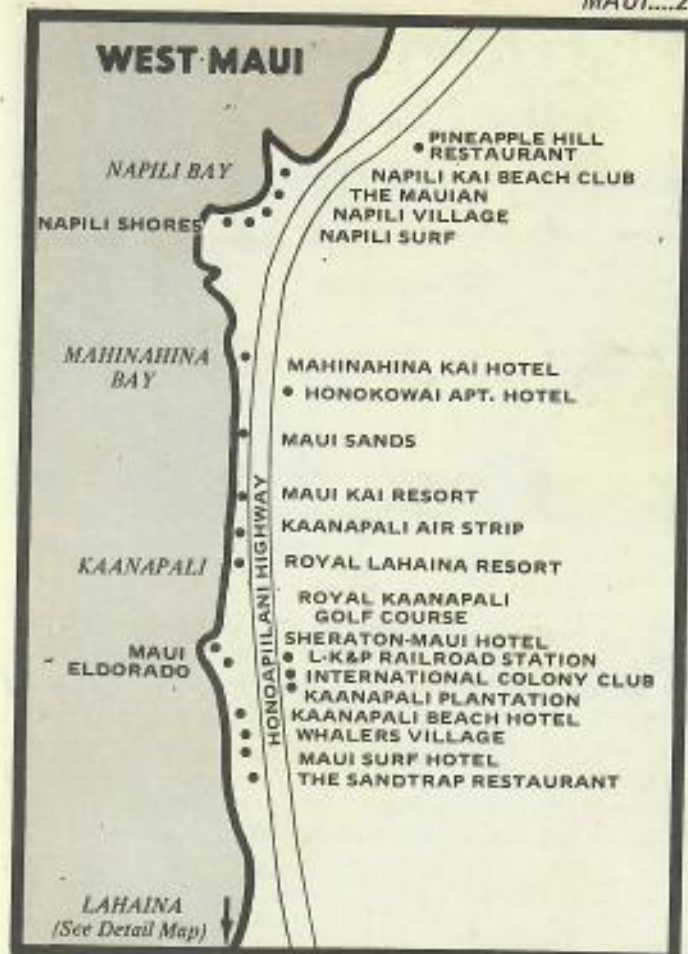 MAUI....2
WEST MAUI
PINEAPPLE HILL
RESTAURANT
NAPILI BAY
NAPILI KAI BEACH CLUB
THE MAUIAN
NAPILI VILLAGE
NAPILI SHORES
NAPILI SURF
MAHINAHINA
BAY
MAHINAHINA KAI HOTEL
HONOKOWAI APT. HOTEL
MAUI SANDS
HONOAPIILANI HIGHWAY
MAUI KAI RESORT
KAANAPALI AIR STRIP
KAANAPALI
ROYAL LAHAINA RESORT
ROYAL KAANAPALI
GOLF COURSE
SHERATON-MAUI HOTEL
MAUI
ELDORADO
L-K&P RAILROAD STATION
INTERNATIONAL COLONY CLUB
KAANAPALI PLANTATION
KAANAPALI BEACH HOTEL
WHALERS VILLAGE
MAUI SURF HOTEL
THE SANDTRAP RESTAURANT
LAHAINA
(See Detail Map)